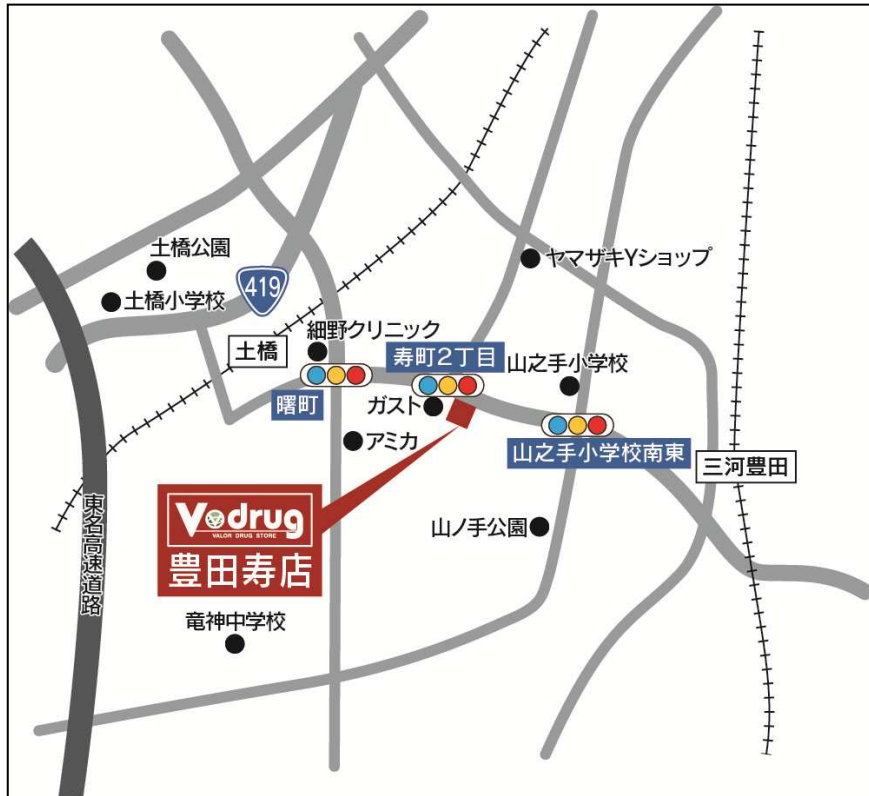 土橋公園
土橋小学校
419
ヤマザキYショップ
細野クリニック
土橋
寿町2丁目
山之手小学校
曙町
ガスト
アミカ
山之手小学校南東
三河豊田
東名高速道路
V drug
VALOR DRUG STORE
豊田寿店
山ノ手公園
竜神中学校